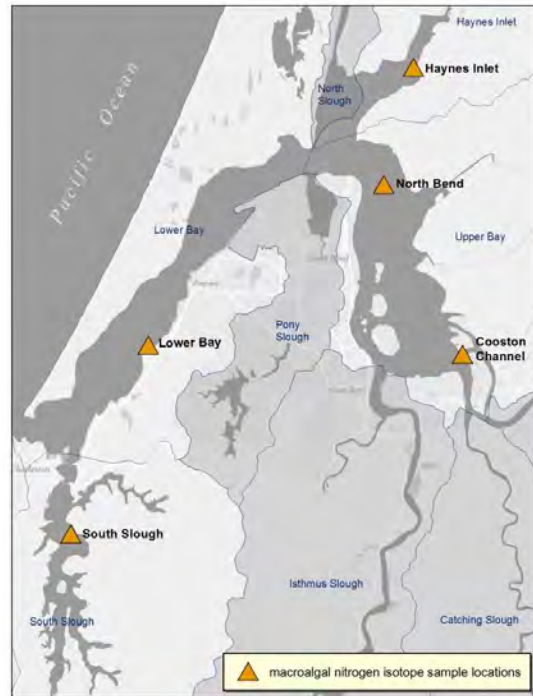 Haynes Inlet
Haynes Inlet
North
Slough
Pacific Ocean
North Bend
Lower Bay
Upper Bay
Lower Bay
Pony
Slough
Cooston
Channel
South Slough
Isthmus Slough
South Slough
Catching Slough
macroalgal nitrogen isotope sample locations